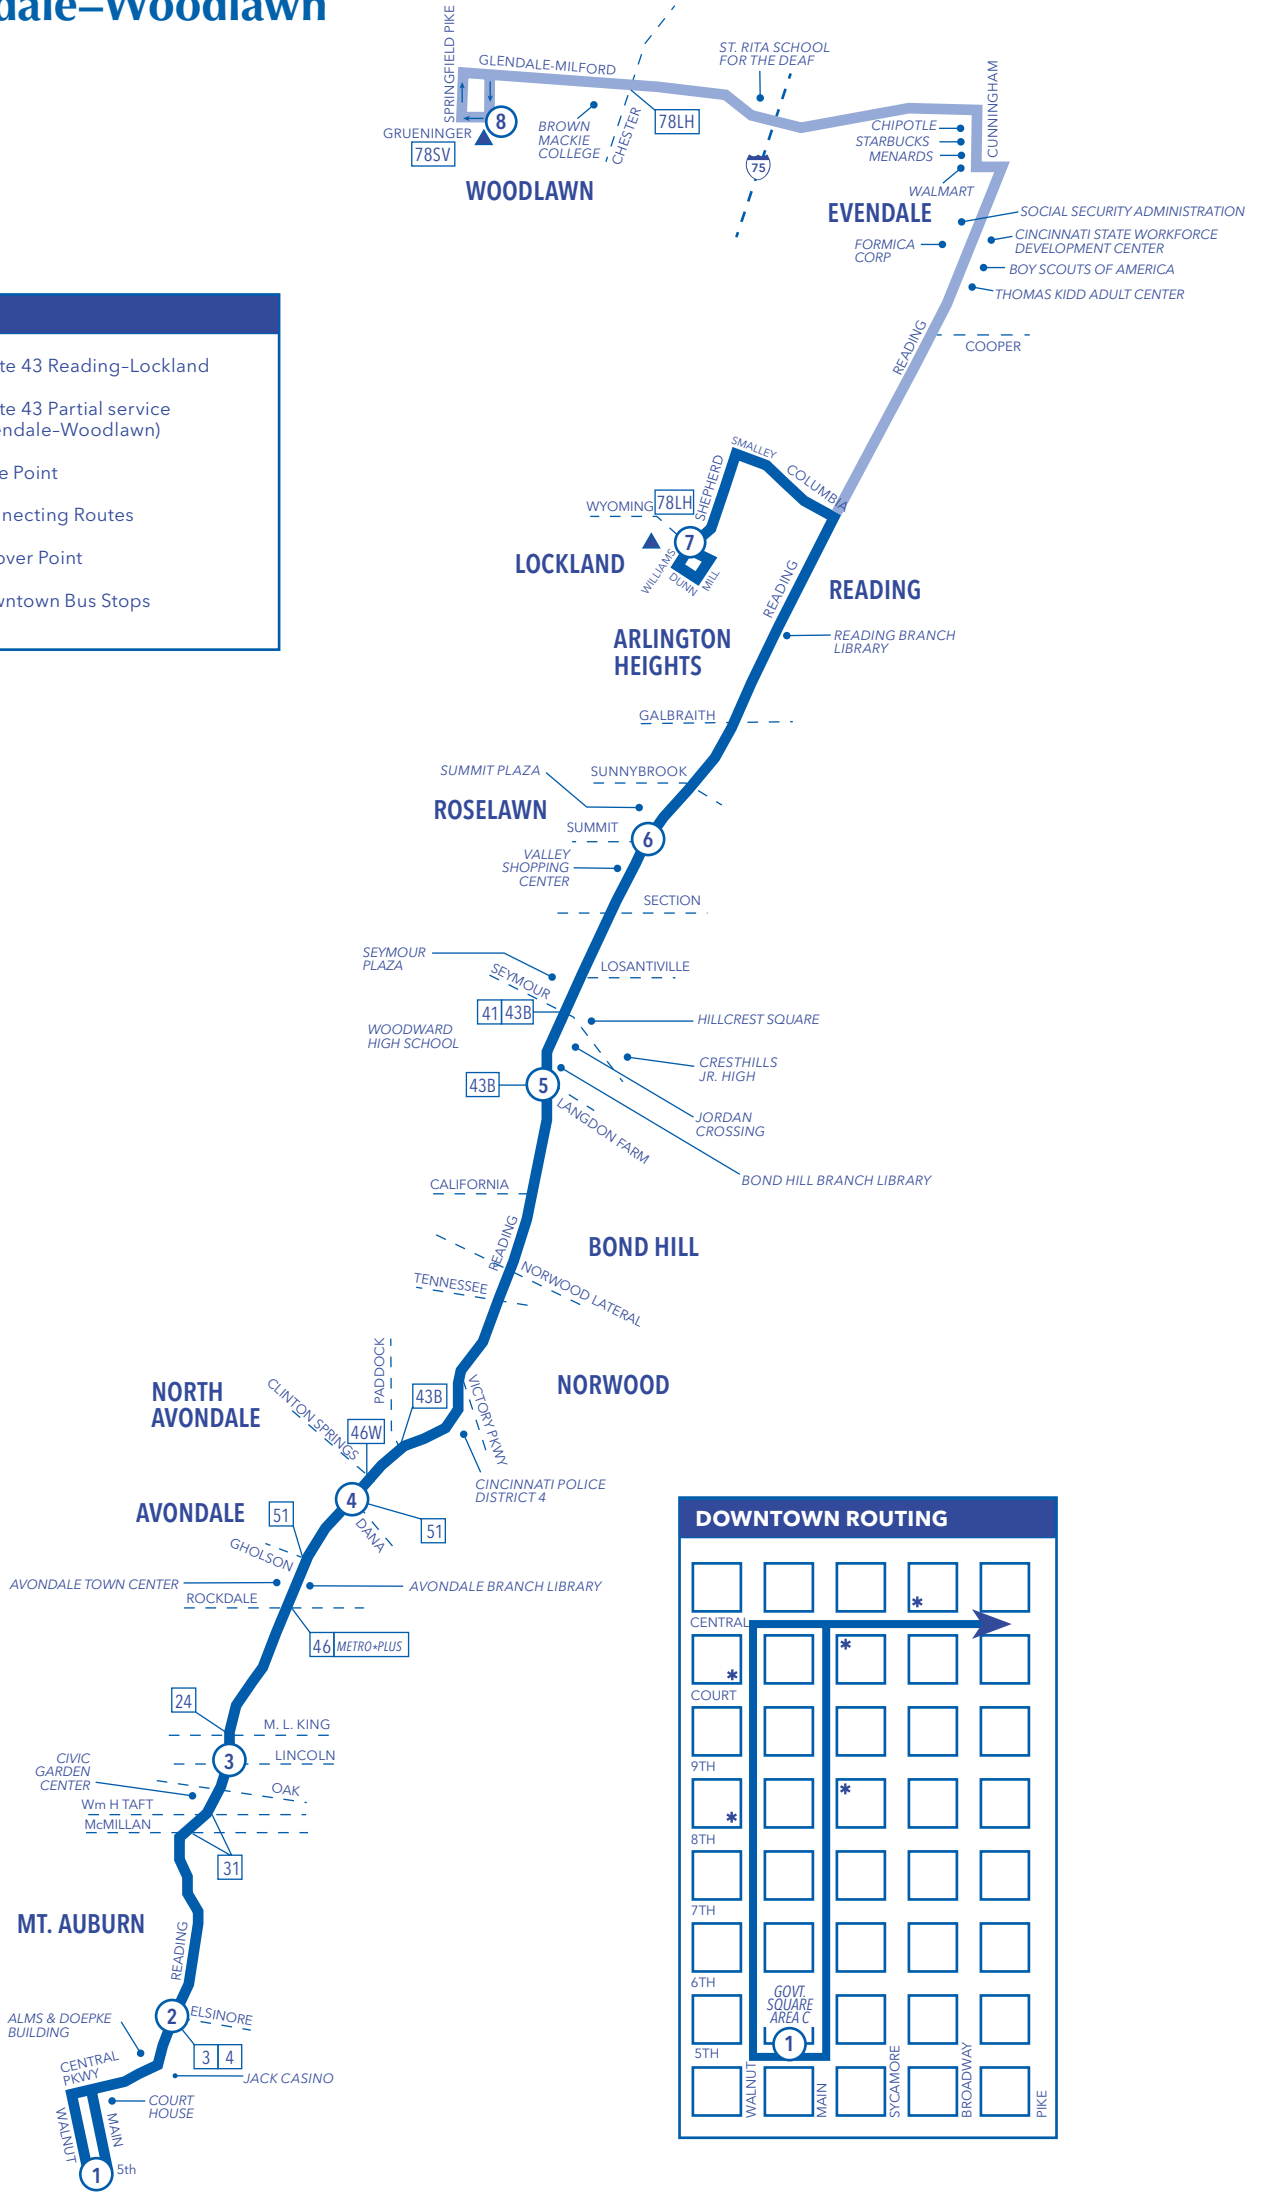 dale–Woodlawn
SPRINGFIELD PIKE
GLENDALE-MILFORD
ST. RITA SCHOOL
FOR THE DEAF
CUNNINGHAM
8
GRUENINGER
78SV
BROWN
MACKIE
COLLEGE
CHESTER
78LH
75
CHIPOTLE
STARBUCKS
MENARDS
WALMART
WOODLAWN
EVENDALE
SOCIAL SECURITY ADMINISTRATION
FORMICA
CORP
CINCINNATI STATE WORKFORCE
DEVELOPMENT CENTER
BOY SCOUTS OF AMERICA
THOMAS KIDD ADULT CENTER
READING
COOPER
te 43 Reading–Lockland
te 43 Partial service
endale–Woodlawn)
e Point
nnecting Routes
over Point
wntown Bus Stops
SMALLEY
COLUMBIA
SHEPHERD
WYOMING
78LH
7
LOCKLAND
WILLIAMS
DUNN
MILL
READING
READING
READING BRANCH
LIBRARY
ARLINGTON
HEIGHTS
GALBRAITH
SUMMIT PLAZA
SUNNYBROOK
ROSELAWN
SUMMIT
6
VALLEY
SHOPPING
CENTER
SECTION
SEYMOUR
PLAZA
SEYMOUR
LOSANTIVILLE
41
43B
HILLCREST SQUARE
WOODWARD
HIGH SCHOOL
CRESTHILLS
JR. HIGH
43B
5
LANGDON FARM
JORDAN
CROSSING
BOND HILL BRANCH LIBRARY
CALIFORNIA
READING
BOND HILL
TENNESSEE
NORWOOD LATERAL
PADDOCK
NORTH
AVONDALE
CLINTON SPRINGS
43B
46W
VICTORY PKWY
NORWOOD
CINCINNATI POLICE
DISTRICT 4
4
AVONDALE
51
51
DANA
GHOLSON
AVONDALE TOWN CENTER
AVONDALE BRANCH LIBRARY
ROCKDALE
46
METRO*PLUS
24
M. L. KING
3
LINCOLN
CIVIC
GARDEN
CENTER
OAK
Wm H TAFT
McMILLAN
31
MT. AUBURN
READING
2
ELSINORE
ALMS & DOEPKE
BUILDING
3
4
CENTRAL
PKWY
JACK CASINO
COURT
HOUSE
WALNUT
MAIN
1
5th
DOWNTOWN ROUTING
*
CENTRAL
*
*
COURT
9TH
*
*
8TH
7TH
6TH
GOVT.
SQUARE
AREA C
1
5TH
WALNUT
MAIN
SYCAMORE
BROADWAY
PIKE